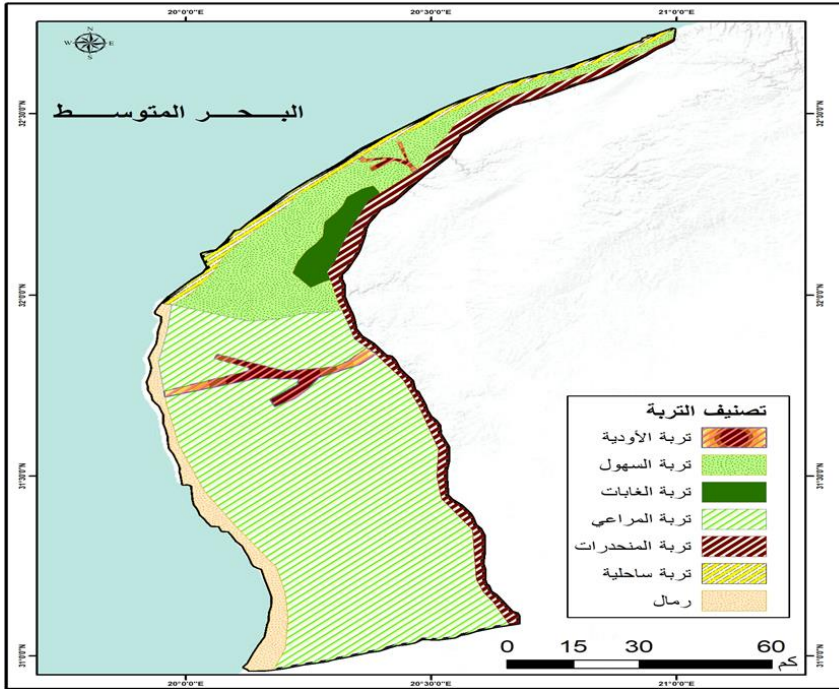 20°0'0"E 20°30'0"E 21°0'0"E
N
W E
S
32°30'0"N 32°30'0"N
البـحـر المتوسـط
32°0'0"N 32°0'0"N
تصنيف التربة
تربة الأودية
تربة السهول
تربة الغابات
تربة المراعي
تربة المنحدرات
تربة ساحلية
رمال
31°30'0"N 31°30'0"N
0 15 30 60
كم
31°0'0"N 31°0'0"N
20°0'0"E 20°30'0"E 21°0'0"E